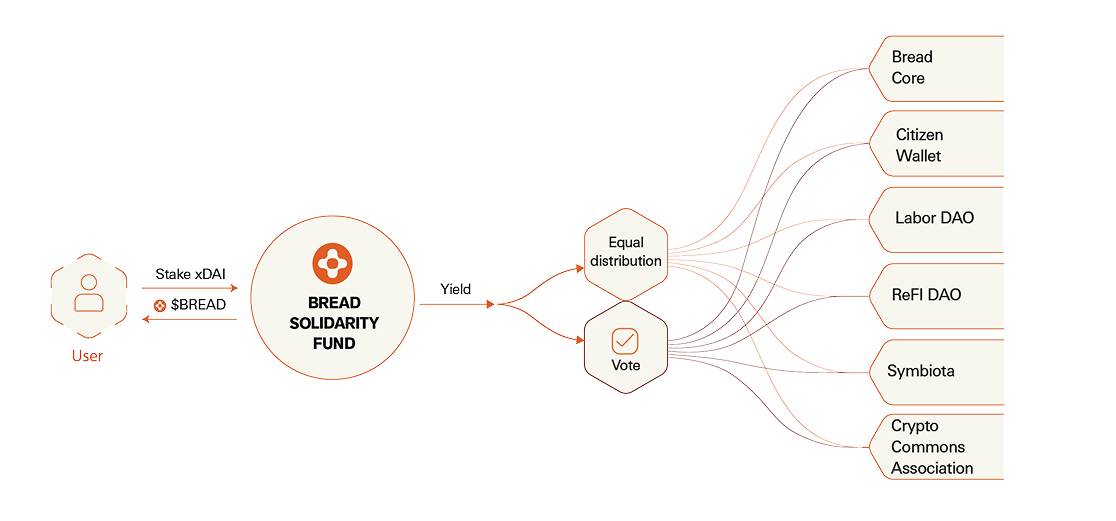 Stake xDAI
$BREAD
User
BREAD
SOLIDARITY
FUND
Yield
Equal
distribution
Vote
Bread
Core
Citizen
Wallet
Labor DAO
ReFI DAO
Symbiota
Crypto
Commons
Association